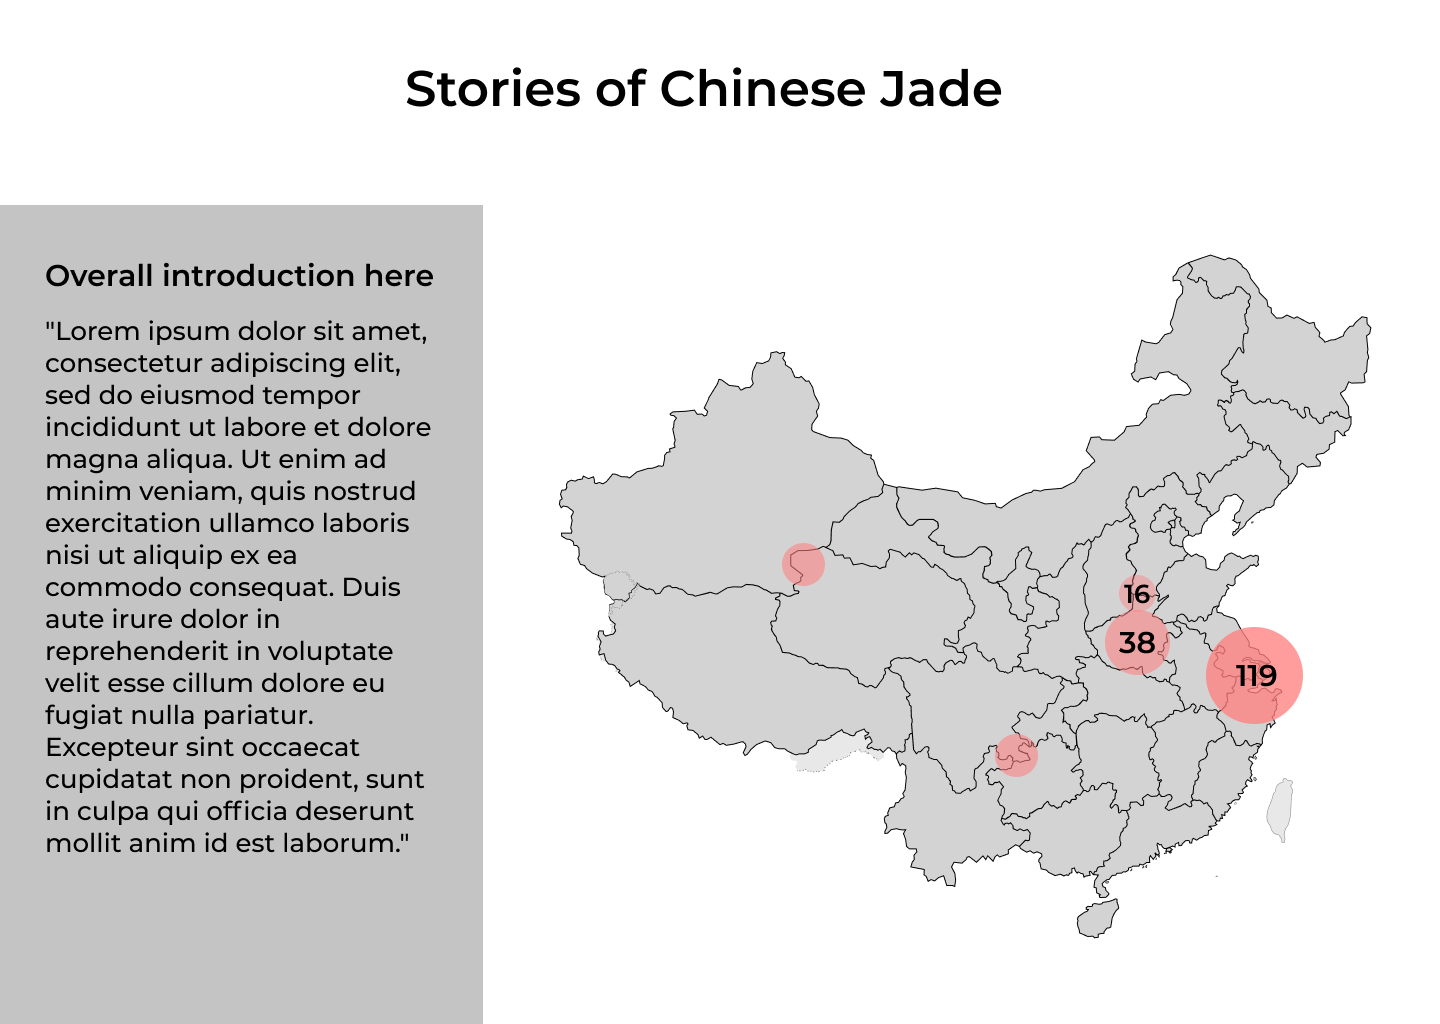 Stories of Chinese Jade
Overall introduction here
"Lorem ipsum dolor sit amet,
consectetur adipiscing elit,
sed do eiusmod tempor
incididunt ut labore et dolore
magna aliqua. Ut enim ad
minim veniam, quis nostrud
exercitation ullamco laboris
nisi ut aliquip ex ea
commodo consequat. Duis
aute irure dolor in
reprehenderit in voluptate
velit esse cillum dolore eu
fugiat nulla pariatur.
Excepteur sint occaecat
cupidatat non proident, sunt
in culpa qui officia deserunt
mollit anim id est laborum."
16
38
119